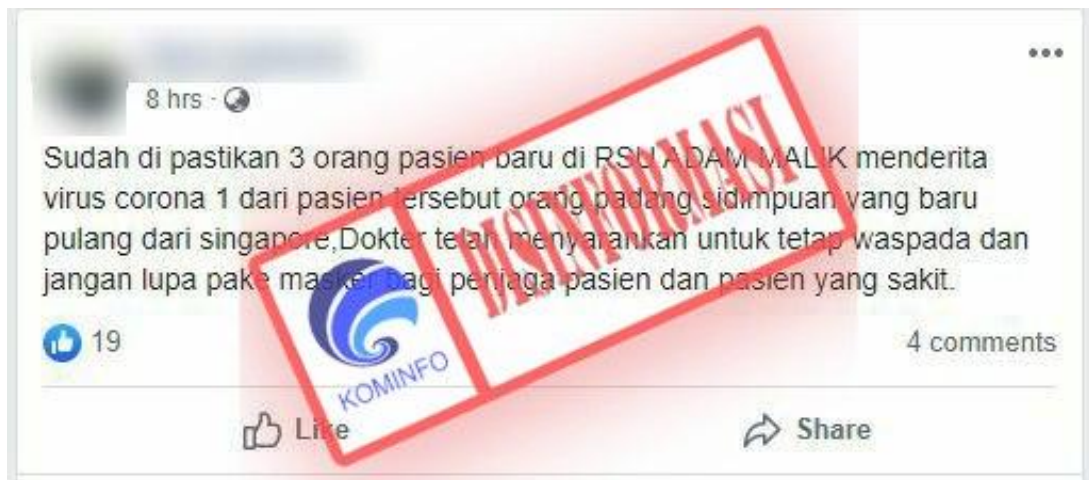 8 hrs ·
Sudah di pastikan 3 orang pasien baru di RSU ADAM MALIK menderita
virus corona 1 dari pasien tersebut orang padang sidimpuan yang baru
pulang dari singapore,Dokter telah menyarankan untuk tetap waspada dan
jangan lupa pake masker bagi penjaga pasien dan pasien yang sakit.
DISINFORMASI
KOMINFO
19
4 comments
Like
Share